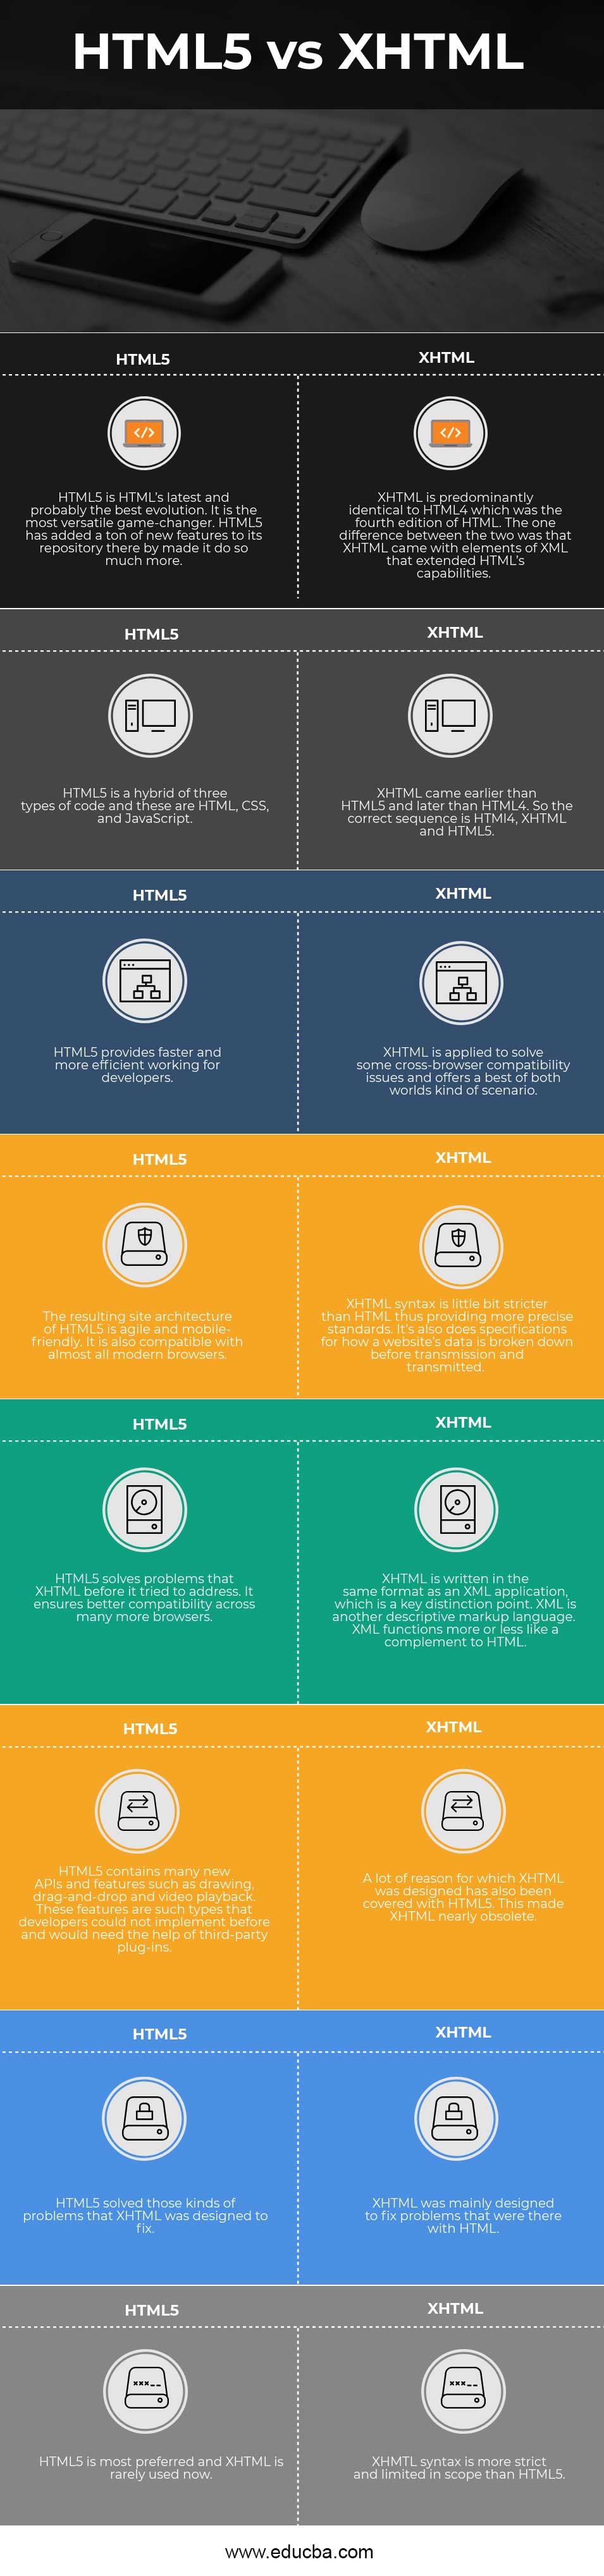 HTML5 vs XHTML
HTML5
HTML5 is HTML's latest and
probably the best evolution. It is the
most versatile game-changer. HTML5
has added a ton of new features to its
repository there by made it do so
much more.
XHTML
XHTML is predominantly
identical to HTML4 which was the
fourth edition of HTML. The one
difference between the two was that
XHTML came with elements of XML
that extended HTML's
capabilities.
HTML5
HTML5 is a hybrid of three
types of code and these are HTML, CSS,
and JavaScript.
XHTML
XHTML came earlier than
HTML5 and later than HTML4. So the
correct sequence is HTMl4, XHTML
and HTML5.
HTML5
HTML5 provides faster and
more efficient working for
developers.
XHTML
XHTML is applied to solve
some cross-browser compatibility
issues and offers a best of both
worlds kind of scenario.
HTML5
The resulting site architecture
of HTML5 is agile and mobile-
friendly. It is also compatible with
almost all modern browsers.
XHTML
XHTML syntax is little bit stricter
than HTML thus providing more precise
standards. It's also does specifications
for how a website's data is broken down
before transmission and
transmitted.
HTML5
HTML5 solves problems that
XHTML before it tried to address. It
ensures better compatibility across
many more browsers.
XHTML
XHTML is written in the
same format as an XML application,
which is a key distinction point. XML is
another descriptive markup language.
XML functions more or less like a
complement to HTML.
HTML5
HTML5 contains many new
APIs and features such as drawing,
drag-and-drop and video playback.
These features are such types that
developers could not implement before
and would need the help of third-party
plug-ins.
XHTML
A lot of reason for which XHTML
was designed has also been
covered with HTML5. This made
XHTML nearly obsolete.
HTML5
HTML5 solved those kinds of
problems that XHTML was designed to
fix.
XHTML
XHTML was mainly designed
to fix problems that were there
with HTML.
HTML5
HTML5 is most preferred and XHTML is
rarely used now.
XHTML
XHMTL syntax is more strict
and limited in scope than HTML5.
www.educba.com